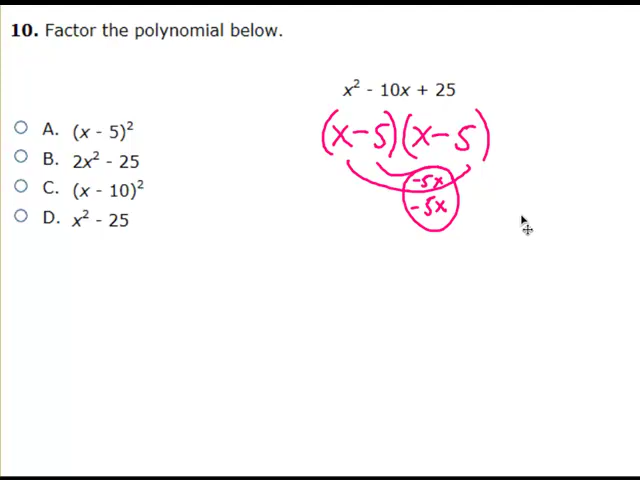 10. Factor the polynomial below.
x² - 10x + 25
(x - 5)(x - 5)
-5x
-5x
A. (x - 5)²
B. 2x² - 25
C. (x - 10)²
D. x² - 25